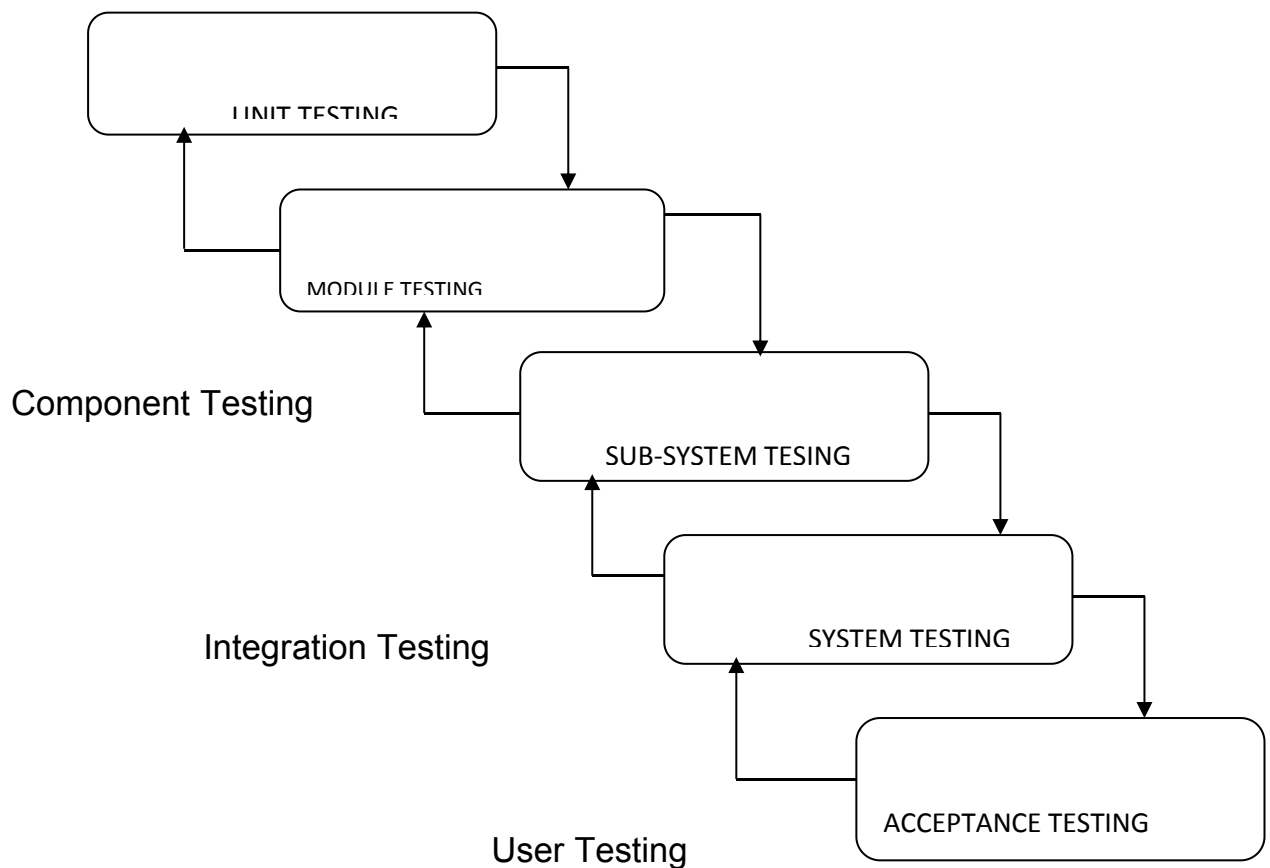 UNIT TESTING
MODULE TESTING
Component Testing
SUB-SYSTEM TESING
Integration Testing
SYSTEM TESTING
ACCEPTANCE TESTING
User Testing